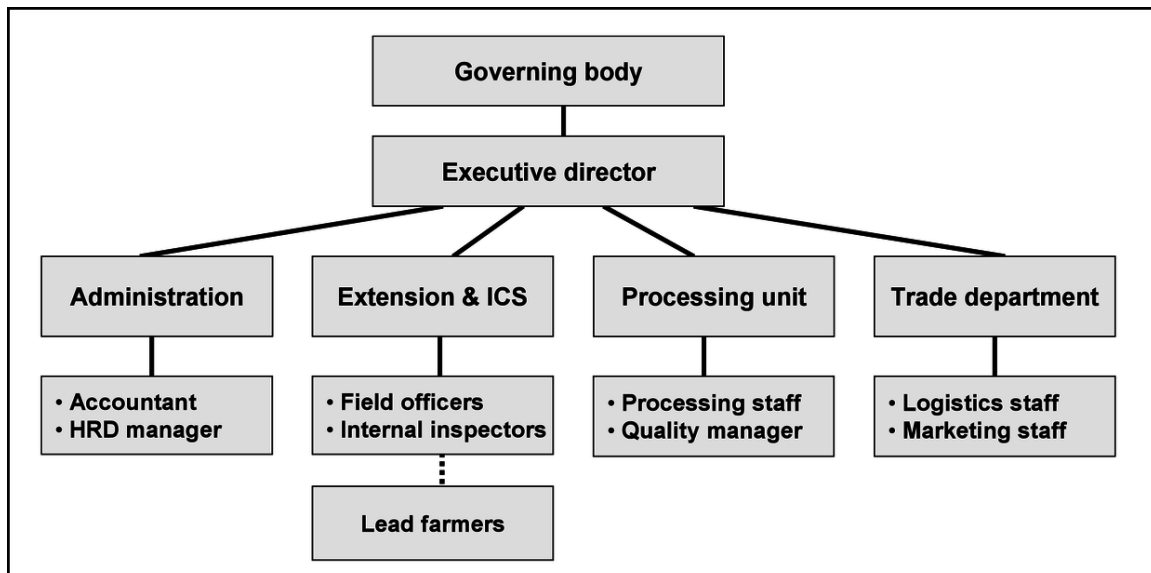 Governing body
Executive director
Administration
Extension & ICS
Processing unit
Trade department
• Accountant
• HRD manager
• Field officers
• Internal inspectors
• Processing staff
• Quality manager
• Logistics staff
• Marketing staff
Lead farmers